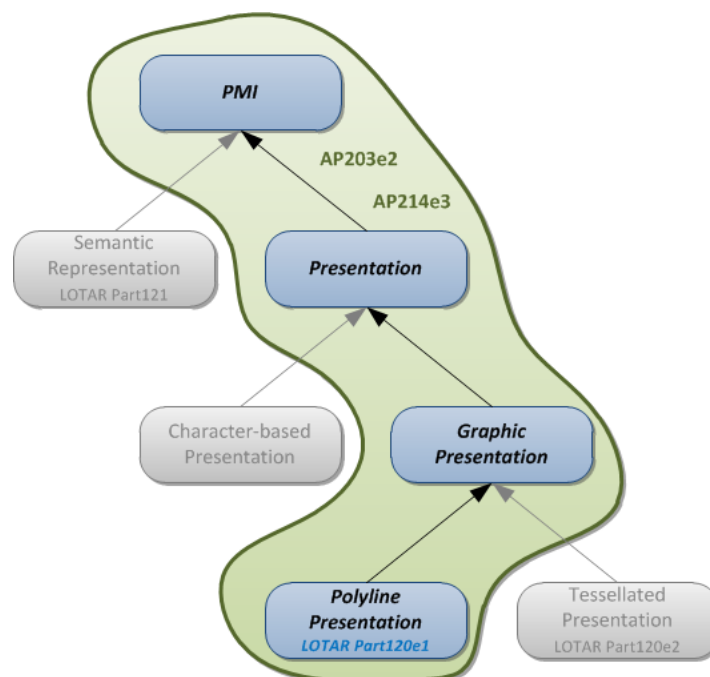 PMI
AP203e2
AP214e3
Semantic
Representation
LOTAR Part121
Presentation
Character-based
Presentation
Graphic
Presentation
Polyline
Presentation
LOTAR Part120e1
Tessellated
Presentation
LOTAR Part120e2